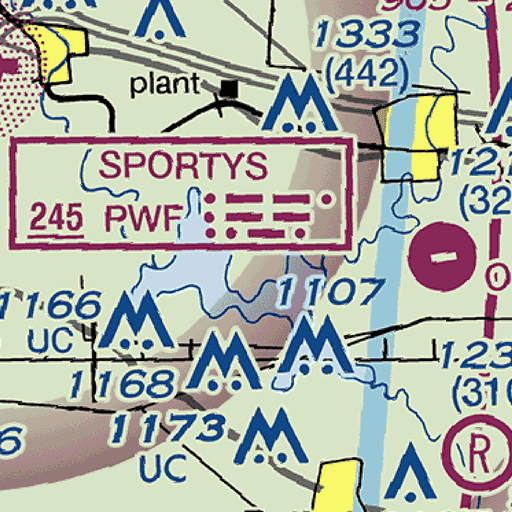 1333
(442)
plant
SPORTYS
245 PWF
1166
UC
1107
1168
1173
UC
R